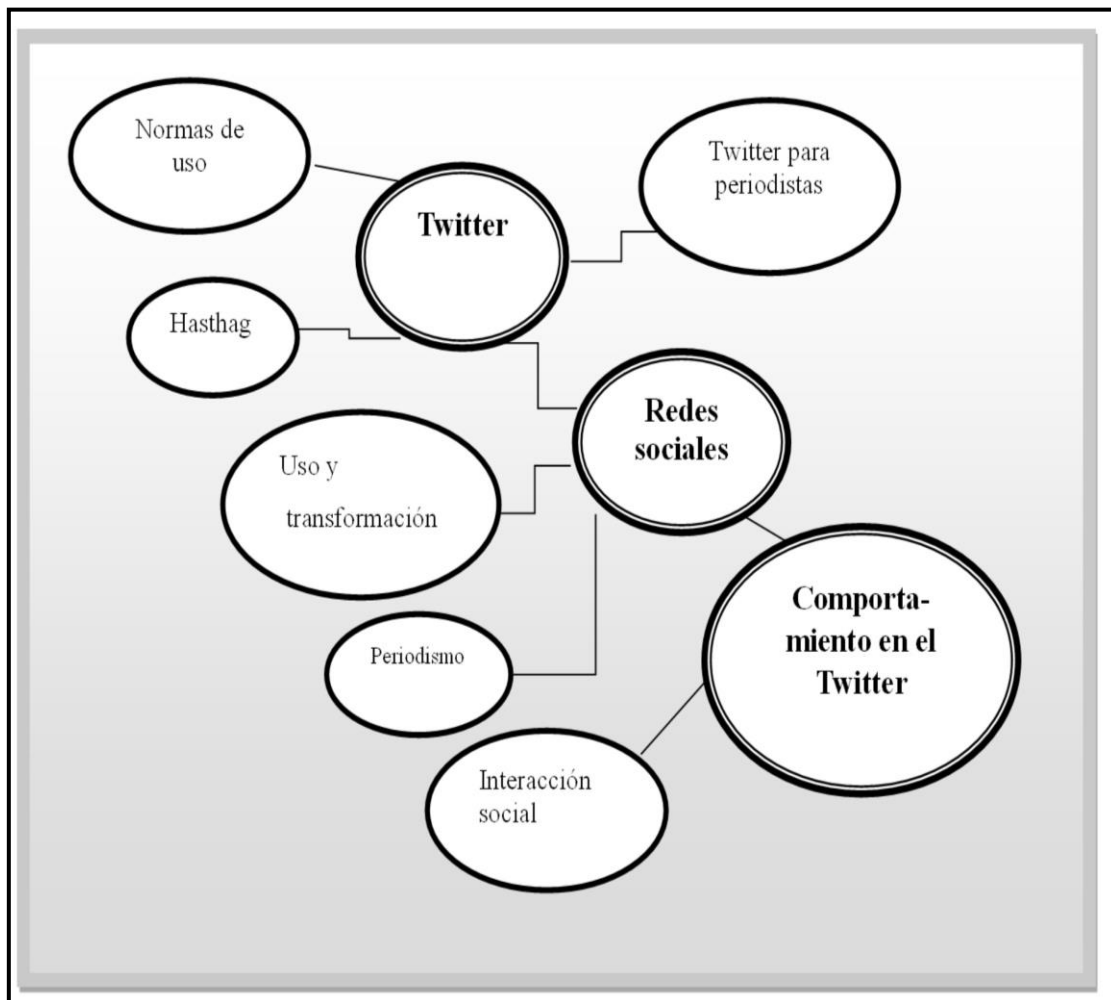 Normas de
uso
Twitter para
periodistas
Twitter
Hasthag
Redes
sociales
Uso y
transformación
Comporta-
miento en el
Twitter
Periodismo
Interacción
social